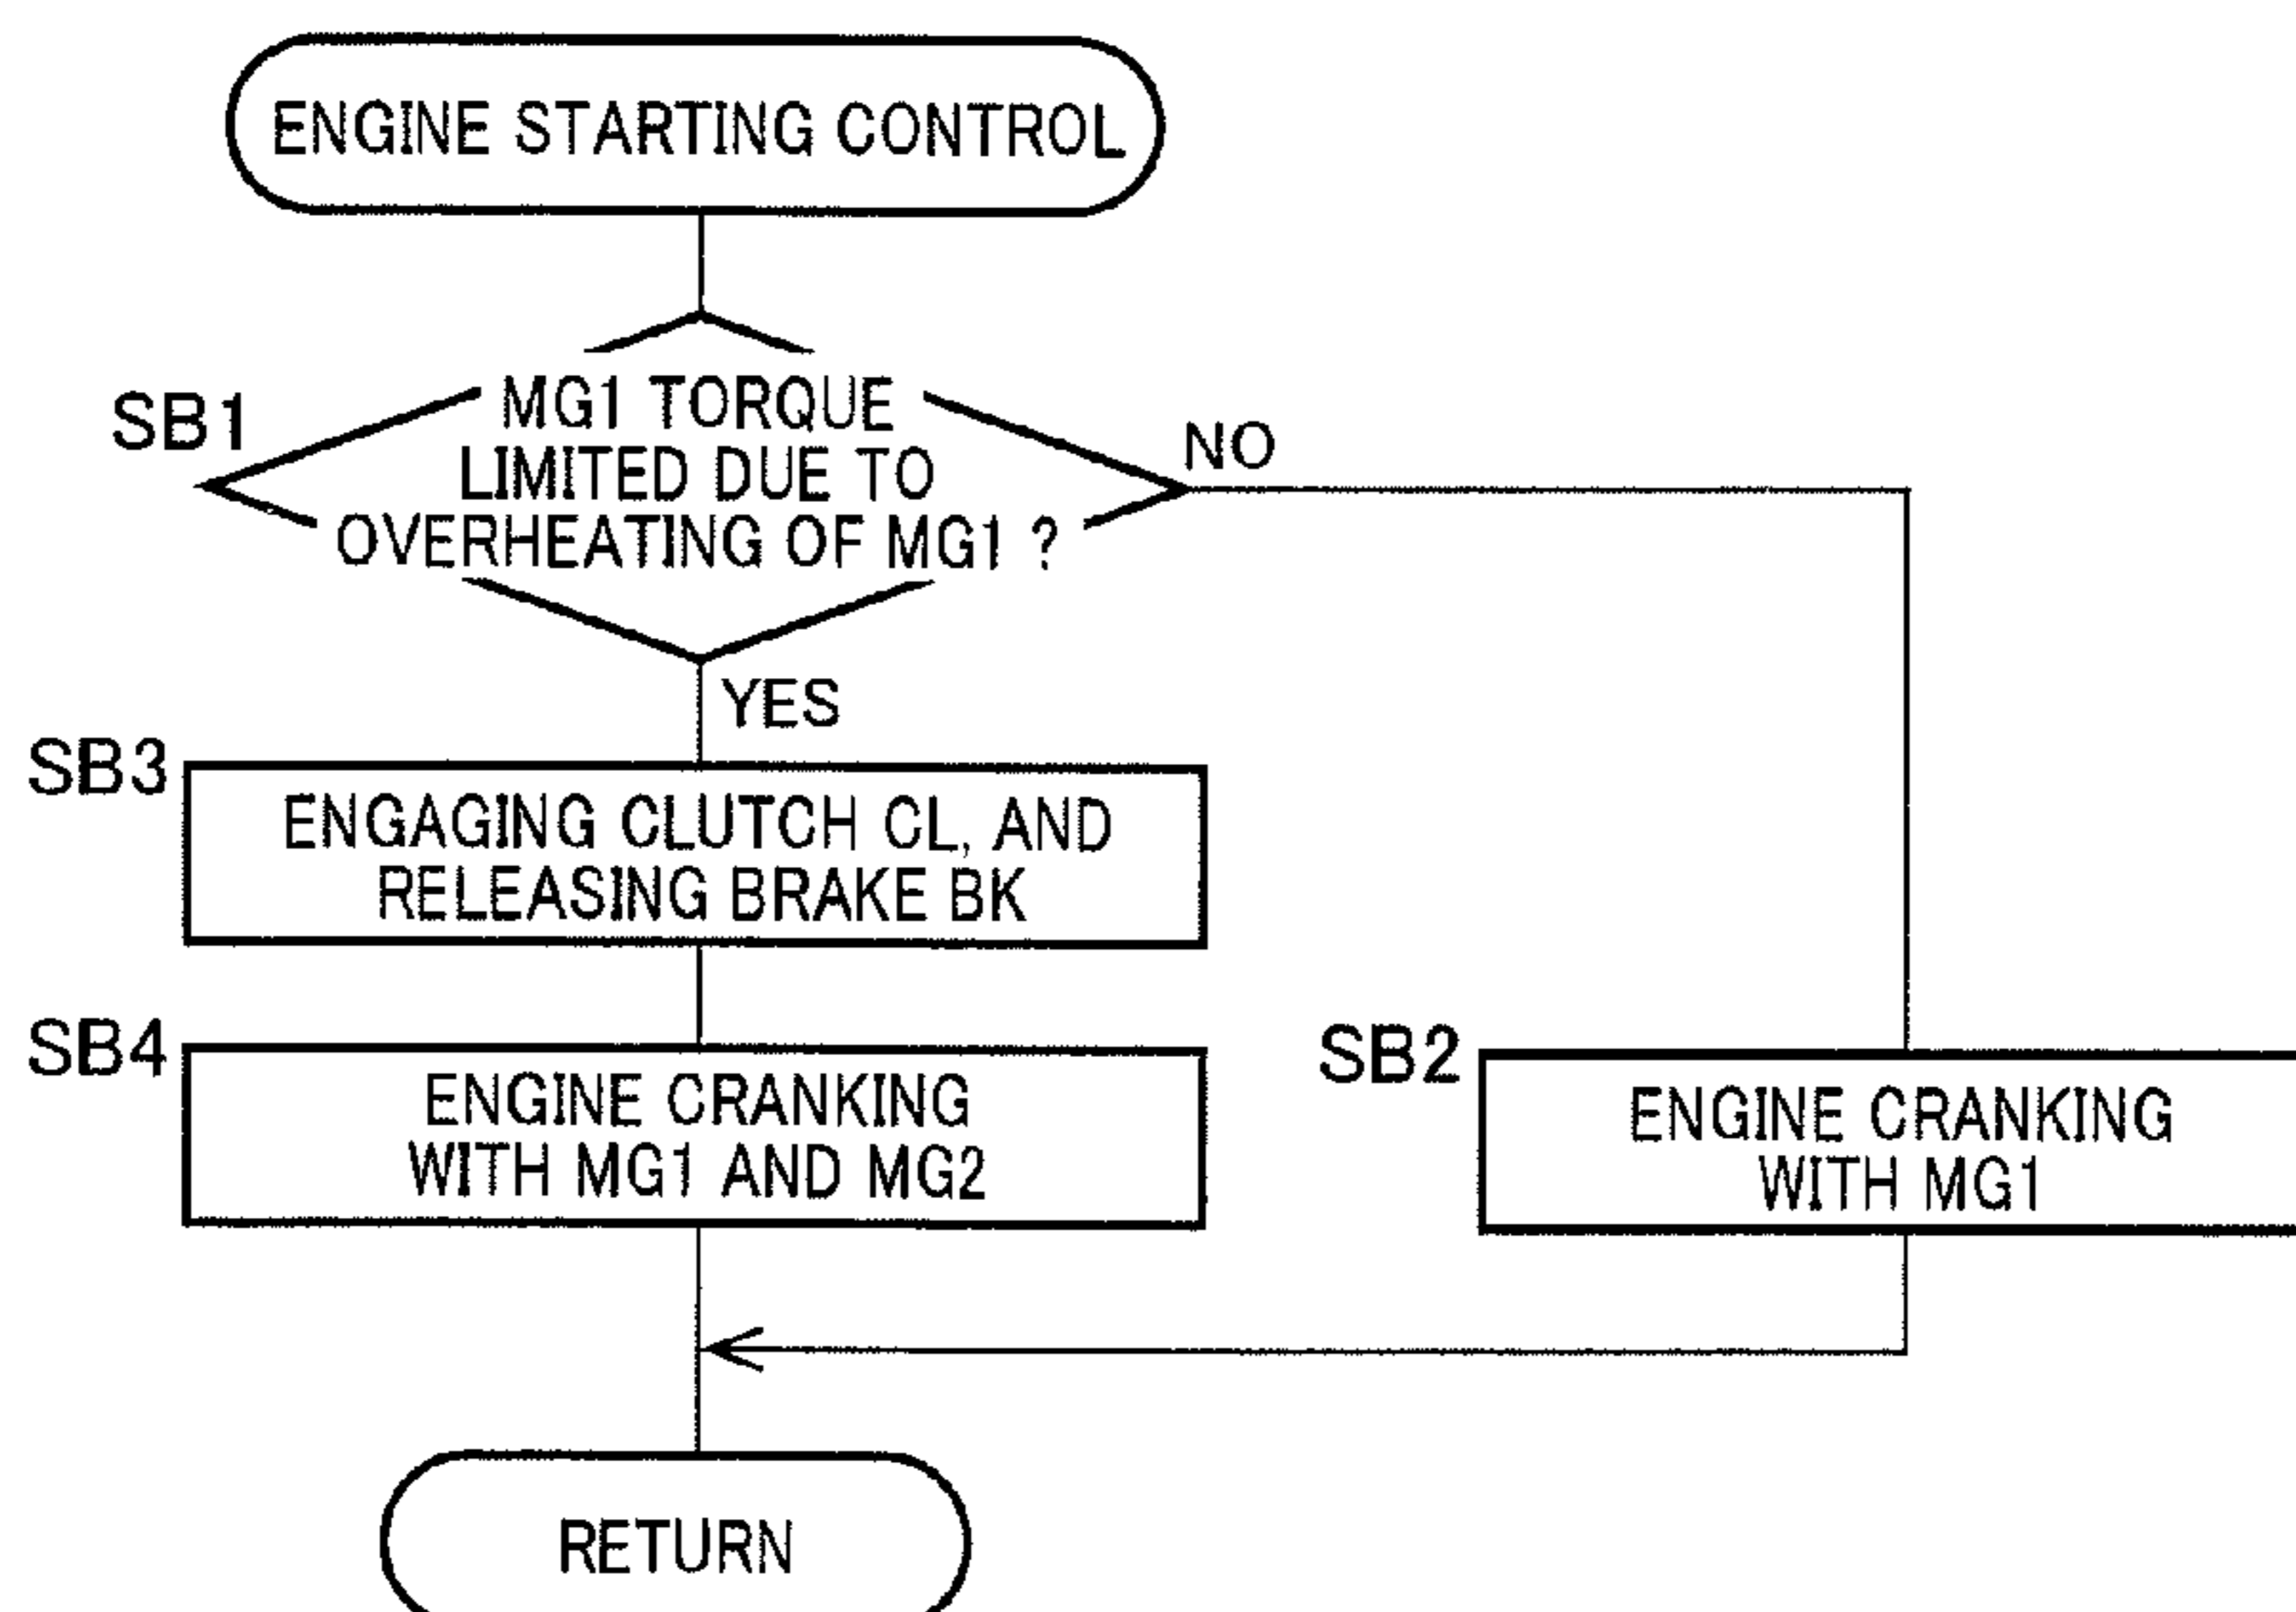 ENGINE STARTING CONTROL
SB1
MG1 TORQUE
LIMITED DUE TO
OVERHEATING OF MG1 ?
NO
YES
SB3
ENGAGING CLUTCH CL, AND
RELEASING BRAKE BK
SB4
ENGINE CRANKING
WITH MG1 AND MG2
SB2
ENGINE CRANKING
WITH MG1
RETURN